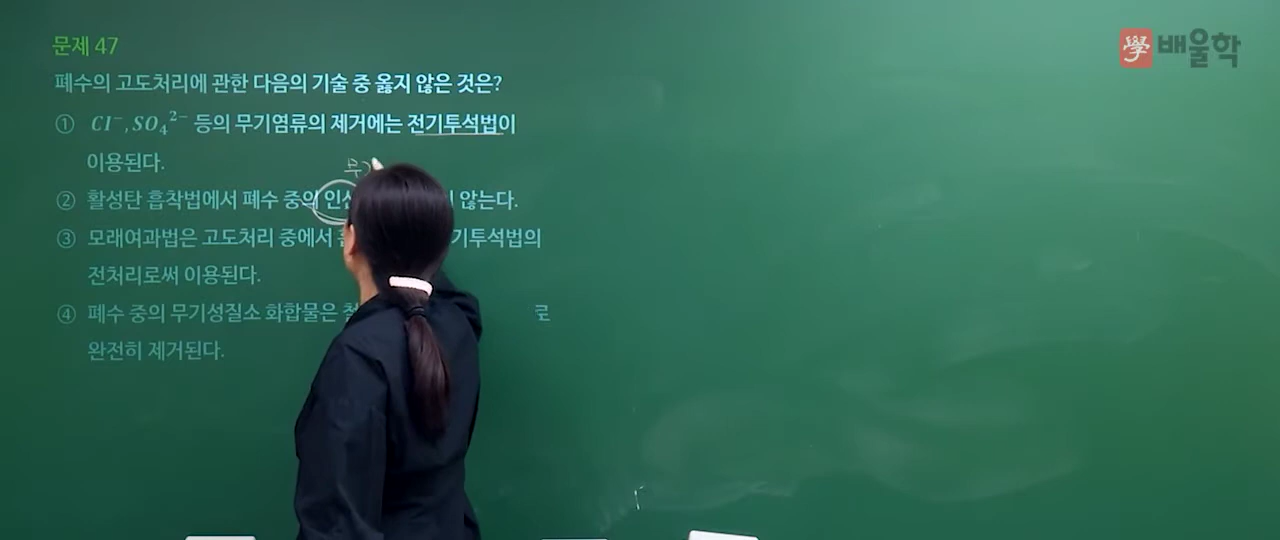 문제 47
學 배울학
폐수의 고도처리에 관한 다음의 기술 중 옳지 않은 것은?
① Cl⁻, SO₄²⁻ 등의 무기염류의 제거에는 전기투석법이
이용된다.
② 활성탄 흡착법에서 폐수 중의 않는다.
③ 모래여과법은 고도처리 중에서 기투석법의
전처리로써 이용된다.
④ 폐수 중의 무기성질소 화합물은 로
완전히 제거된다.